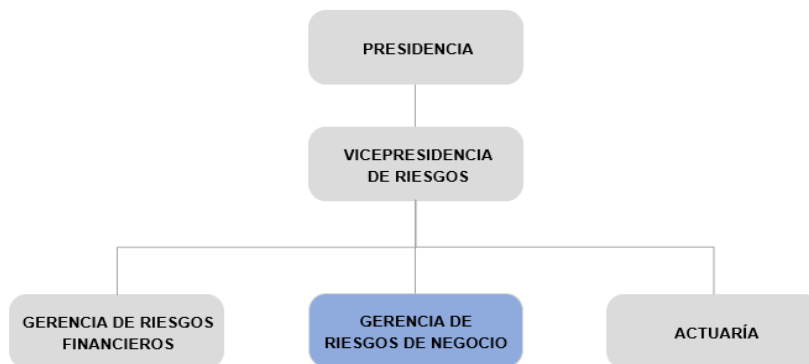 PRESIDENCIA
VICEPRESIDENCIA
DE RIESGOS
GERENCIA DE RIESGOS
FINANCIEROS
GERENCIA DE
RIESGOS DE NEGOCIO
ACTUARÍA